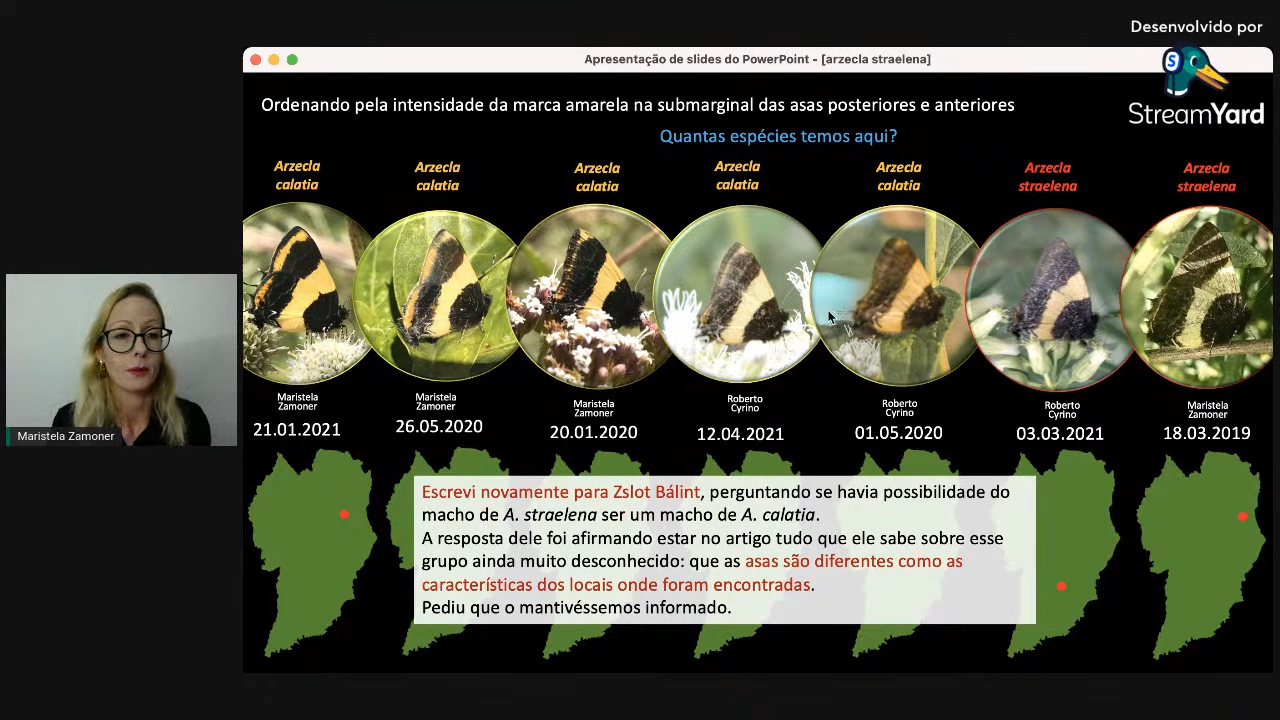 Desenvolvido por
StreamYard
Apresentação de slides do PowerPoint - [arzecla straelena]
Ordenando pela intensidade da marca amarela na submarginal das asas posteriores e anteriores
Quantas espécies temos aqui?
Arzecla
calatia
Arzecla
calatia
Arzecla
calatia
Arzecla
calatia
Arzecla
calatia
Arzecla
straelena
Arzecla
straelena
Maristela
Zamoner
21.01.2021
Maristela
Zamoner
26.05.2020
Maristela
Zamoner
20.01.2020
Roberto
Cyrino
12.04.2021
Roberto
Cyrino
01.05.2020
Roberto
Cyrino
03.03.2021
Maristela
Zamoner
18.03.2019
Maristela Zamoner
Escrevi novamente para Zslot Bálint, perguntando se havia possibilidade do
macho de A. straelena ser um macho de A. calatia.
A resposta dele foi afirmando estar no artigo tudo que ele sabe sobre esse
grupo ainda muito desconhecido: que as asas são diferentes como as
características dos locais onde foram encontradas.
Pediu que o mantivéssemos informado.